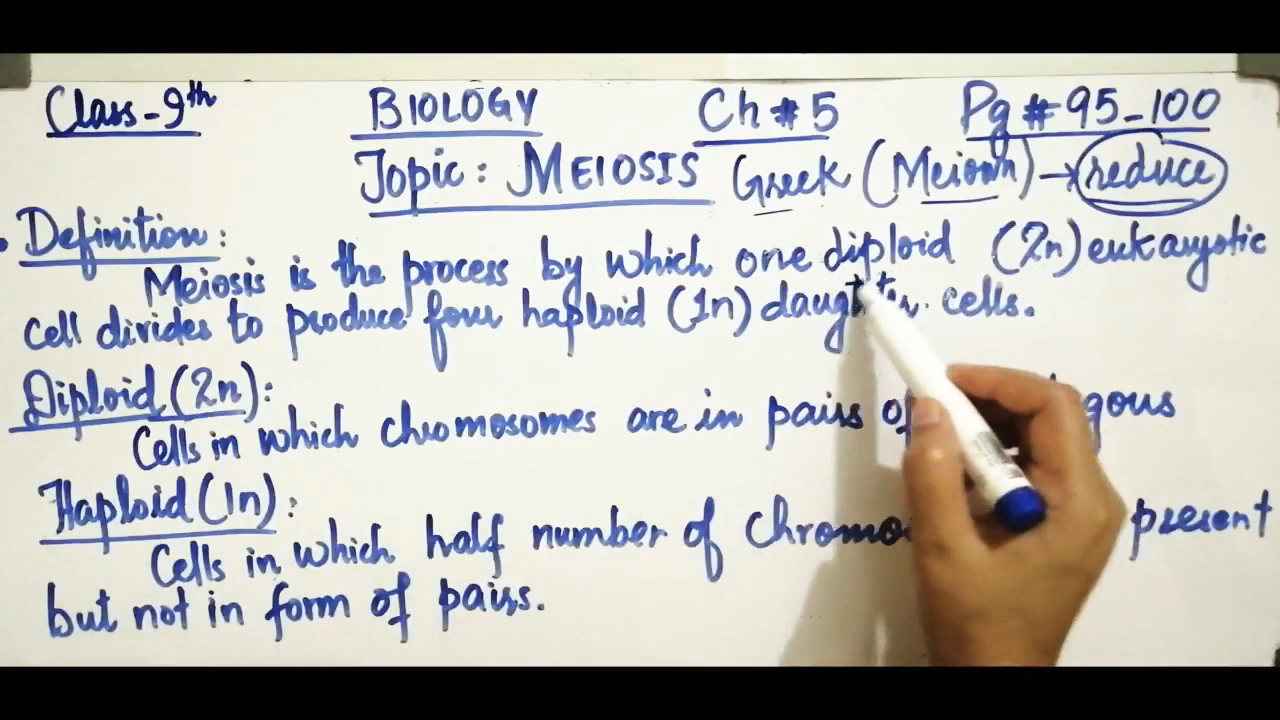 Class-9th BIOLOGY Ch # 5 Pg # 95-100
Topic: MEIOSIS Greek (Meioun) → reduce
Definition:
Meiosis is the process by which one diploid (2n) eukaryotic
cell divides to produce four haploid (1n) daughter cells.
Diploid (2n):
Cells in which chromosomes are in pairs
Haploid (1n):
Cells in which half number of present
but not in form of pairs.